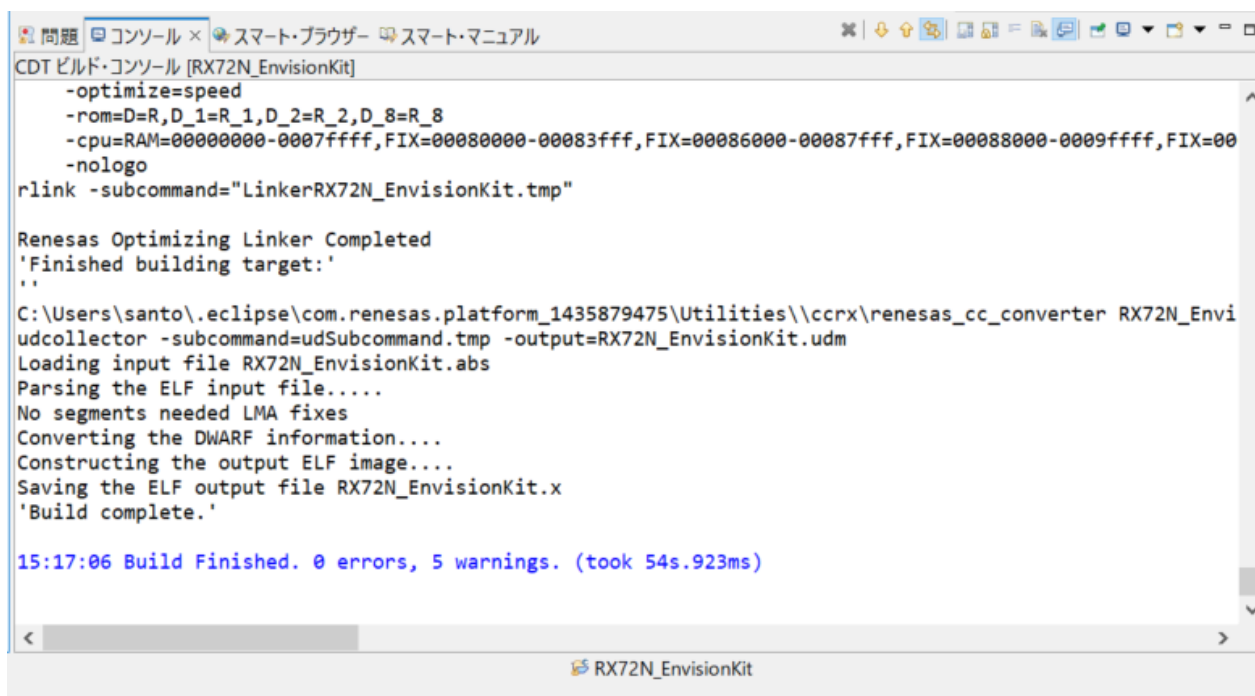 問題 コンソール × スマート・ブラウザー スマート・マニュアル
CDT ビルド・コンソール [RX72N_EnvisionKit]
-optimize=speed
-rom=D=R,D_1=R_1,D_2=R_2,D_8=R_8
-cpu=RAM=00000000-0007ffff,FIX=00080000-00083fff,FIX=00086000-00087fff,FIX=00088000-0009ffff,FIX=00
-nologo
rlink -subcommand="LinkerRX72N_EnvisionKit.tmp"
Renesas Optimizing Linker Completed
'Finished building target:'
''
C:\Users\santo\.eclipse\com.renesas.platform_1435879475\Utilities\\ccrx\renesas_cc_converter RX72N_Envi
udcollector -subcommand=udSubcommand.tmp -output=RX72N_EnvisionKit.udm
Loading input file RX72N_EnvisionKit.abs
Parsing the ELF input file.....
No segments needed LMA fixes
Converting the DWARF information....
Constructing the output ELF image....
Saving the ELF output file RX72N_EnvisionKit.x
'Build complete.'
15:17:06 Build Finished. 0 errors, 5 warnings. (took 54s.923ms)
RX72N_EnvisionKit